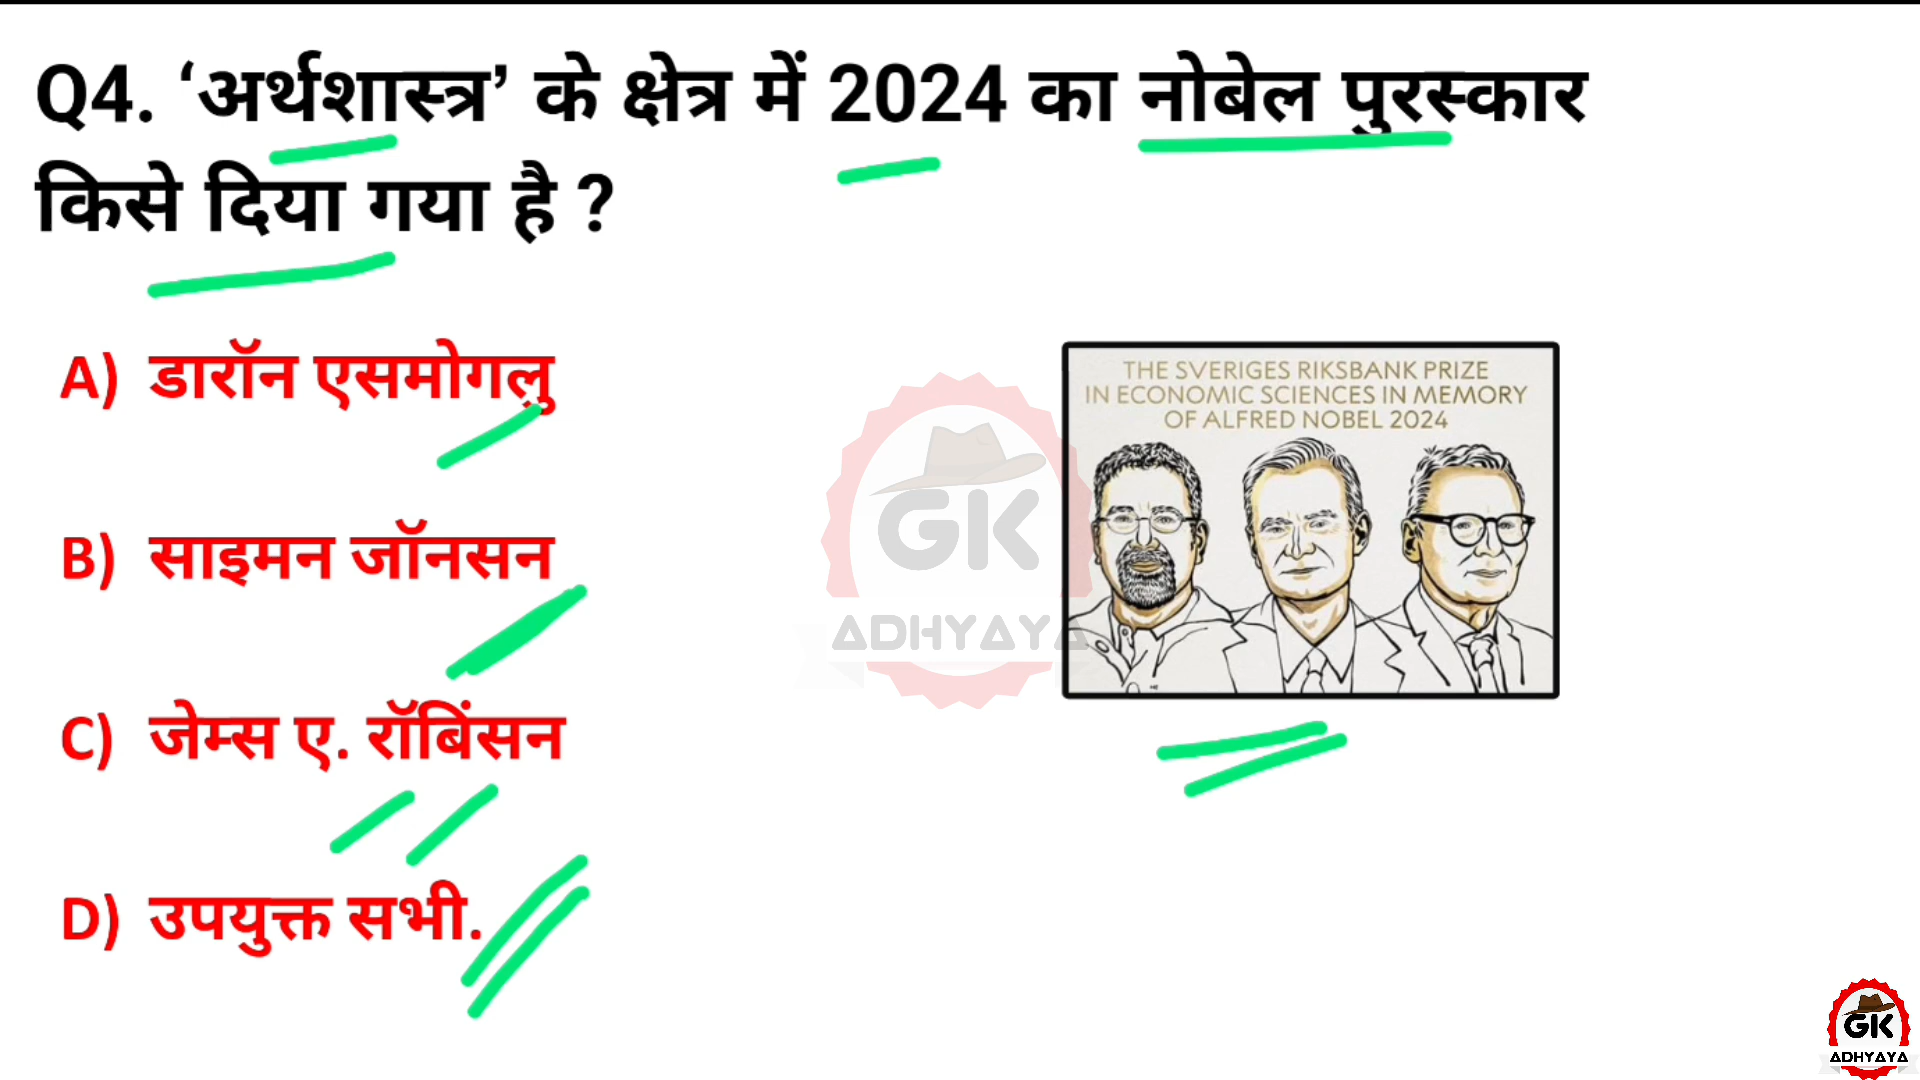 Q4. ‘अर्थशास्त्र’ के क्षेत्र में 2024 का नोबेल पुरस्कार
किसे दिया गया है ?
A) डारॉन एसमोगलु
B) साइमन जॉनसन
C) जेम्स ए. रॉबिंसन
D) उपयुक्त सभी.
THE SVERIGES RIKSBANK PRIZE
IN ECONOMIC SCIENCES IN MEMORY
OF ALFRED NOBEL 2024
GK
ADHYAYA
GK
ADHYAYA